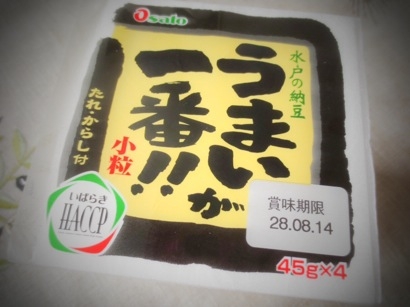 Osato
水戸の納豆
うまいが
一番!!
小粒
たれ・からし付
いばらき
HACCP
賞味期限
28.08.14
45g×4